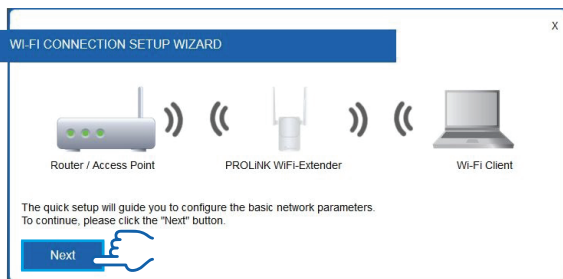 X
WI-FI CONNECTION SETUP WIZARD
Router / Access Point PROLiNK WiFi-Extender Wi-Fi Client
The quick setup will guide you to configure the basic network parameters.
To continue, please click the "Next" button.
Next